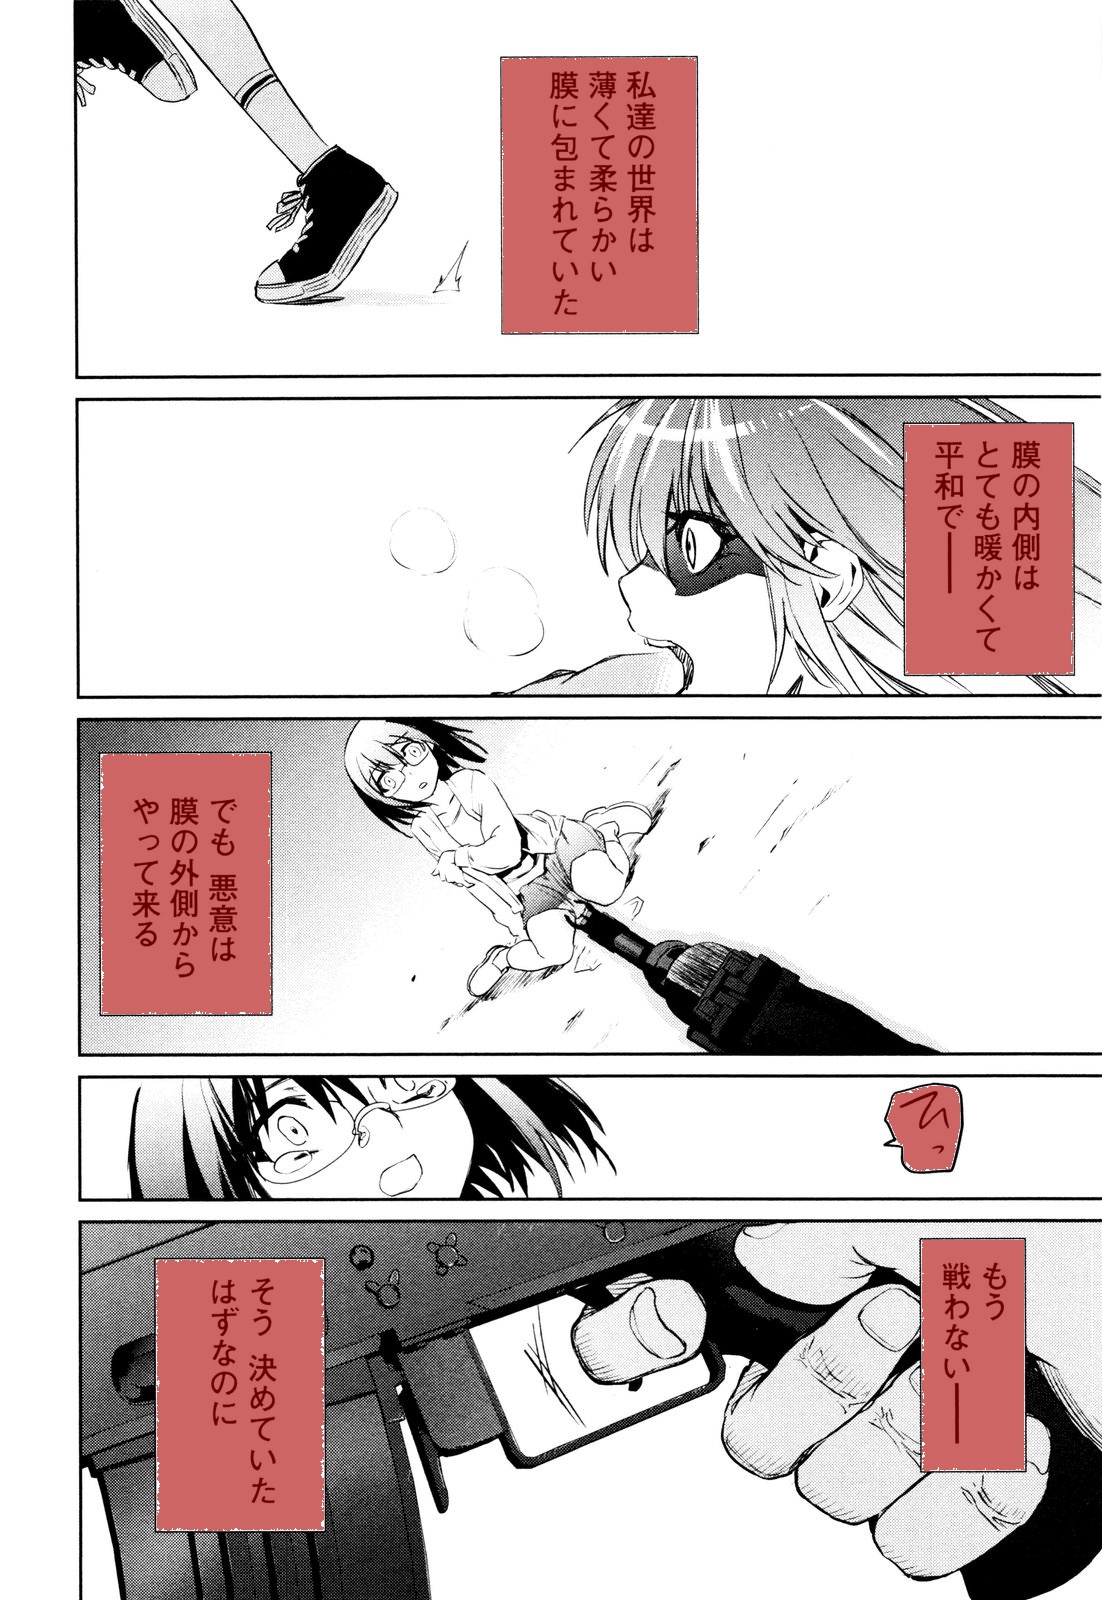 私達の世界は
薄くて柔らかい
膜に包まれていた
膜の内側は
とても暖かくて
平和で――
でも 悪意は
膜の外側から
やって来る
ひっ
もう
戦わない――
そう 決めていた
はずなのに